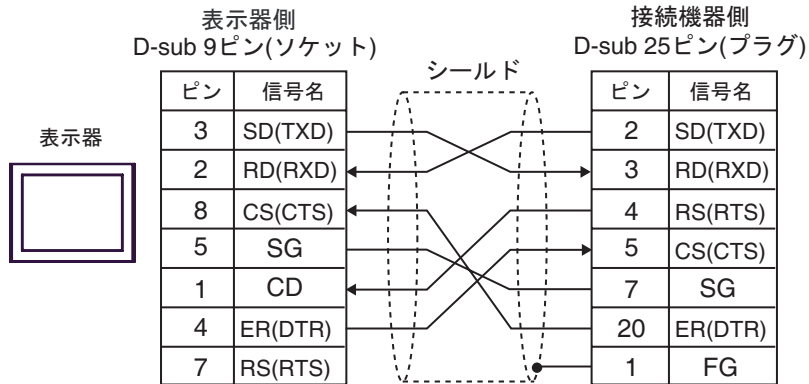 表示器側
D-sub 9ピン(ソケット)
接続機器側
D-sub 25ピン(プラグ)
シールド
表示器
ピン 信号名
3 SD(TXD)
2 RD(RXD)
8 CS(CTS)
5 SG
1 CD
4 ER(DTR)
7 RS(RTS)
ピン 信号名
2 SD(TXD)
3 RD(RXD)
4 RS(RTS)
5 CS(CTS)
7 SG
20 ER(DTR)
1 FG